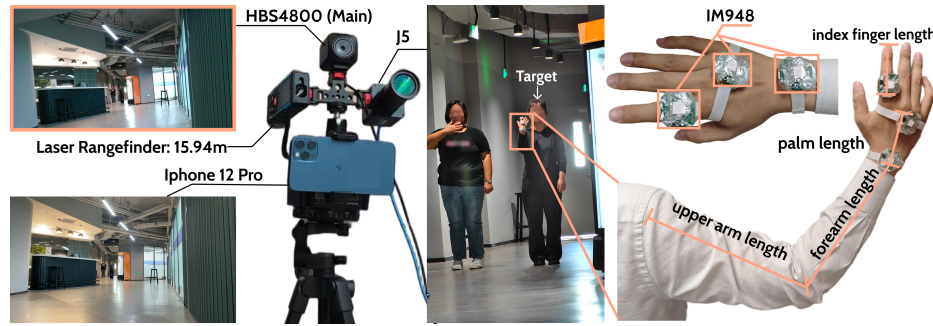 HBS4800 (Main)
J5
Laser Rangefinder: 15.94m
Iphone 12 Pro
Target
IM948
index finger length
palm length
upper arm length
forearm length